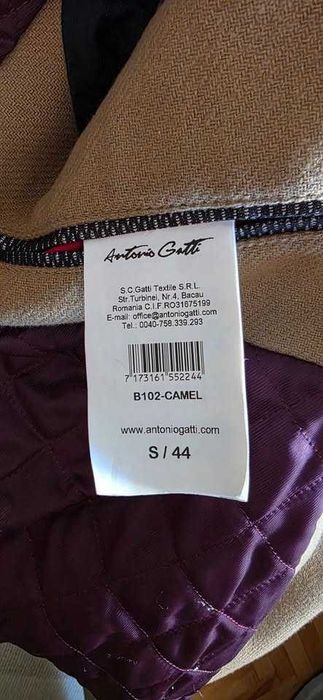 Antonio Gatti
S.C.Gatti Textile S.R.L.
Str.Turbinei, Nr.4, Bacau
Romania C.I.F.RO31675199
E-mail: office@antoniogatti.com
Tel.: 0040-758.339.293
7 173161 552244
B102-CAMEL
www.antoniogatti.com
S / 44